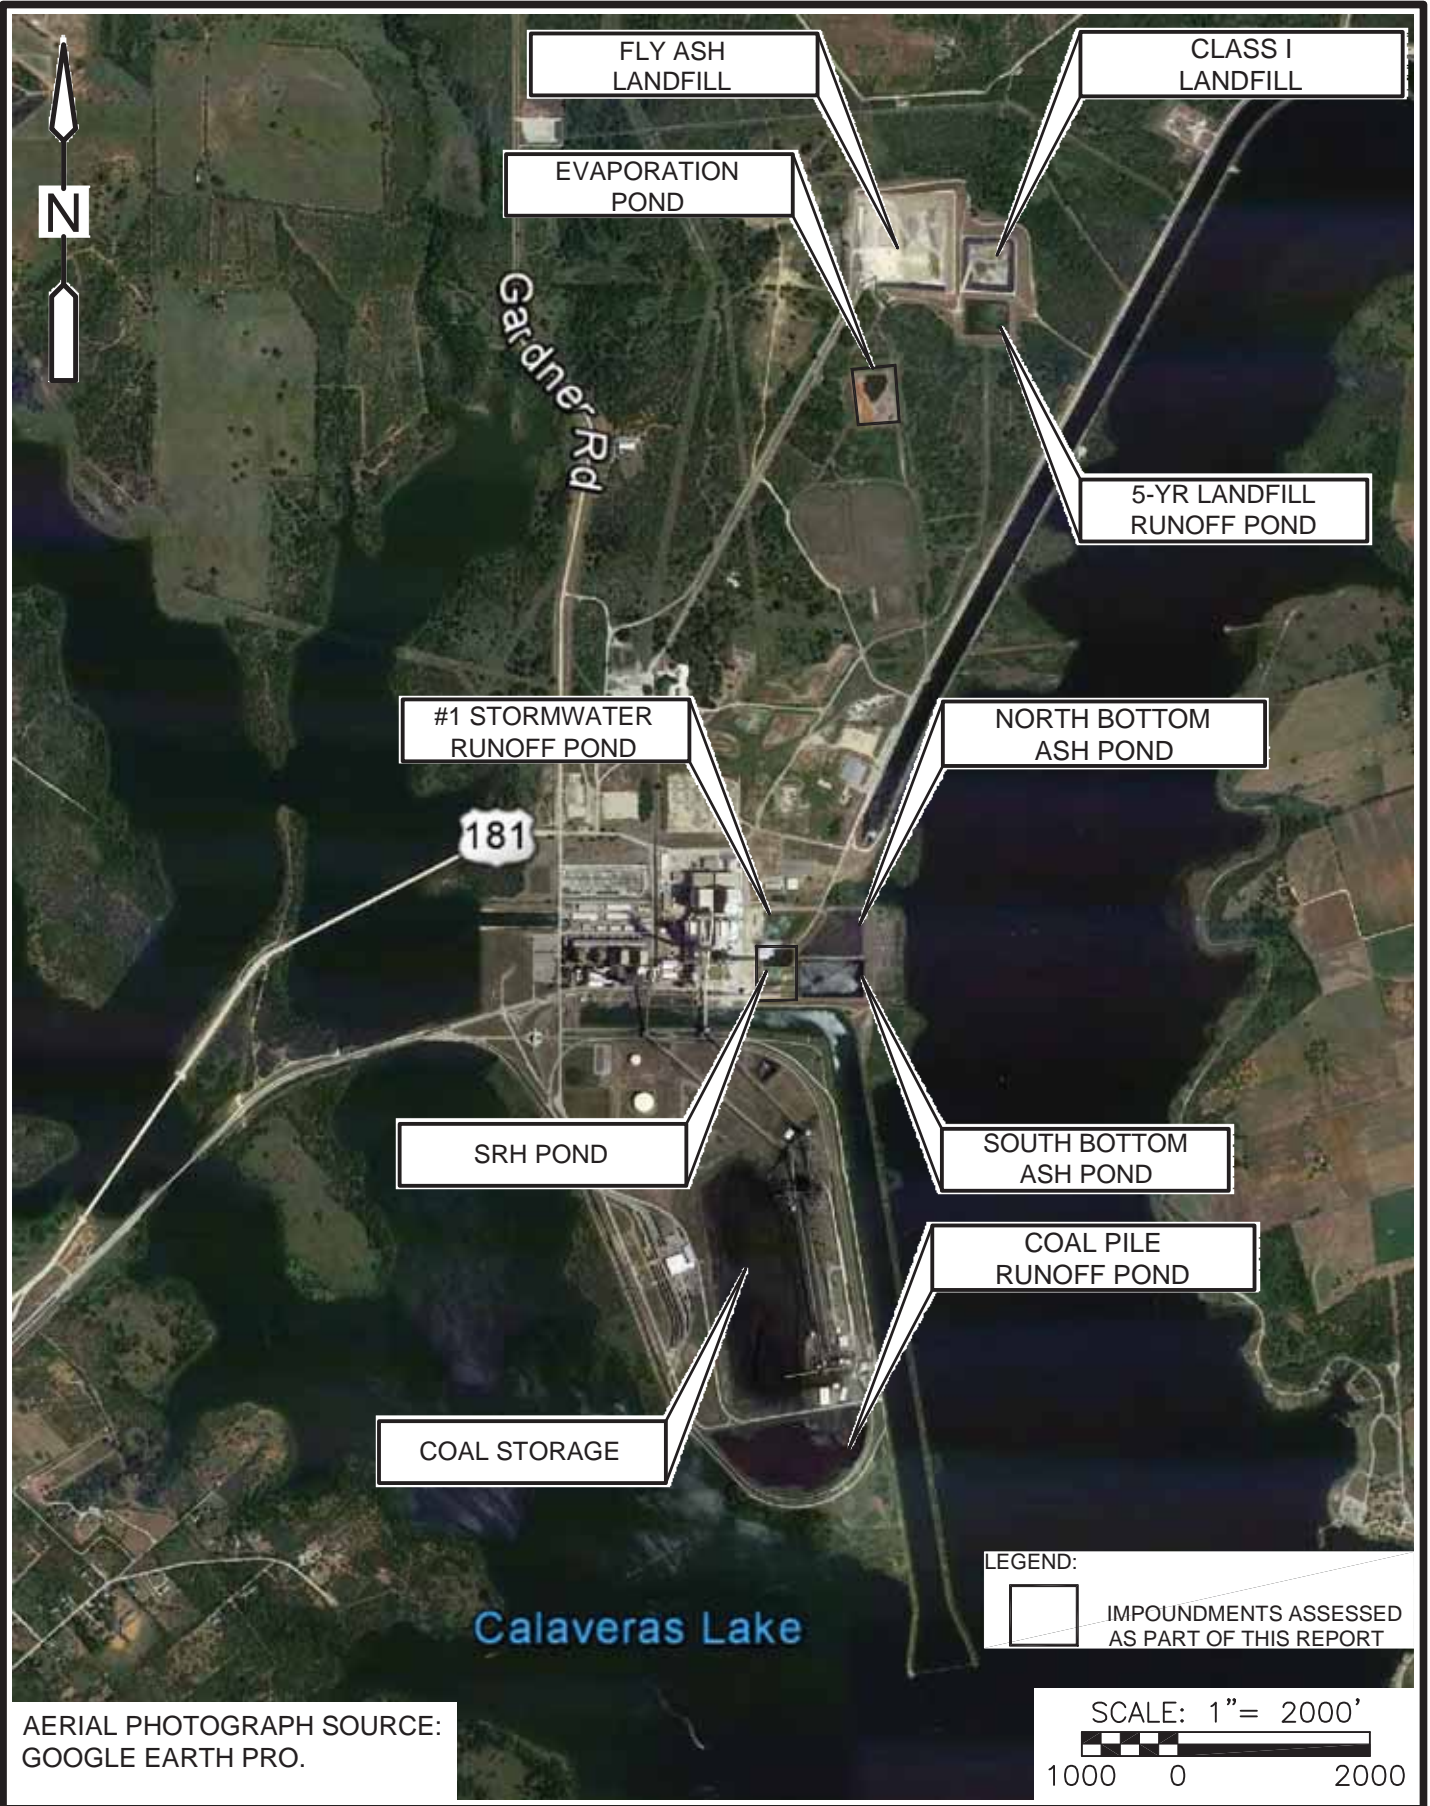 FLY ASH
LANDFILL
CLASS I
LANDFILL
EVAPORATION
POND
N
Gardner Rd
5-YR LANDFILL
RUNOFF POND
#1 STORMWATER
RUNOFF POND
NORTH BOTTOM
ASH POND
181
SRH POND
SOUTH BOTTOM
ASH POND
COAL PILE
RUNOFF POND
COAL STORAGE
LEGEND:
IMPOUNDMENTS ASSESSED
AS PART OF THIS REPORT
Calaveras Lake
AERIAL PHOTOGRAPH SOURCE:
GOOGLE EARTH PRO.
SCALE: 1"= 2000'
1000 0 2000